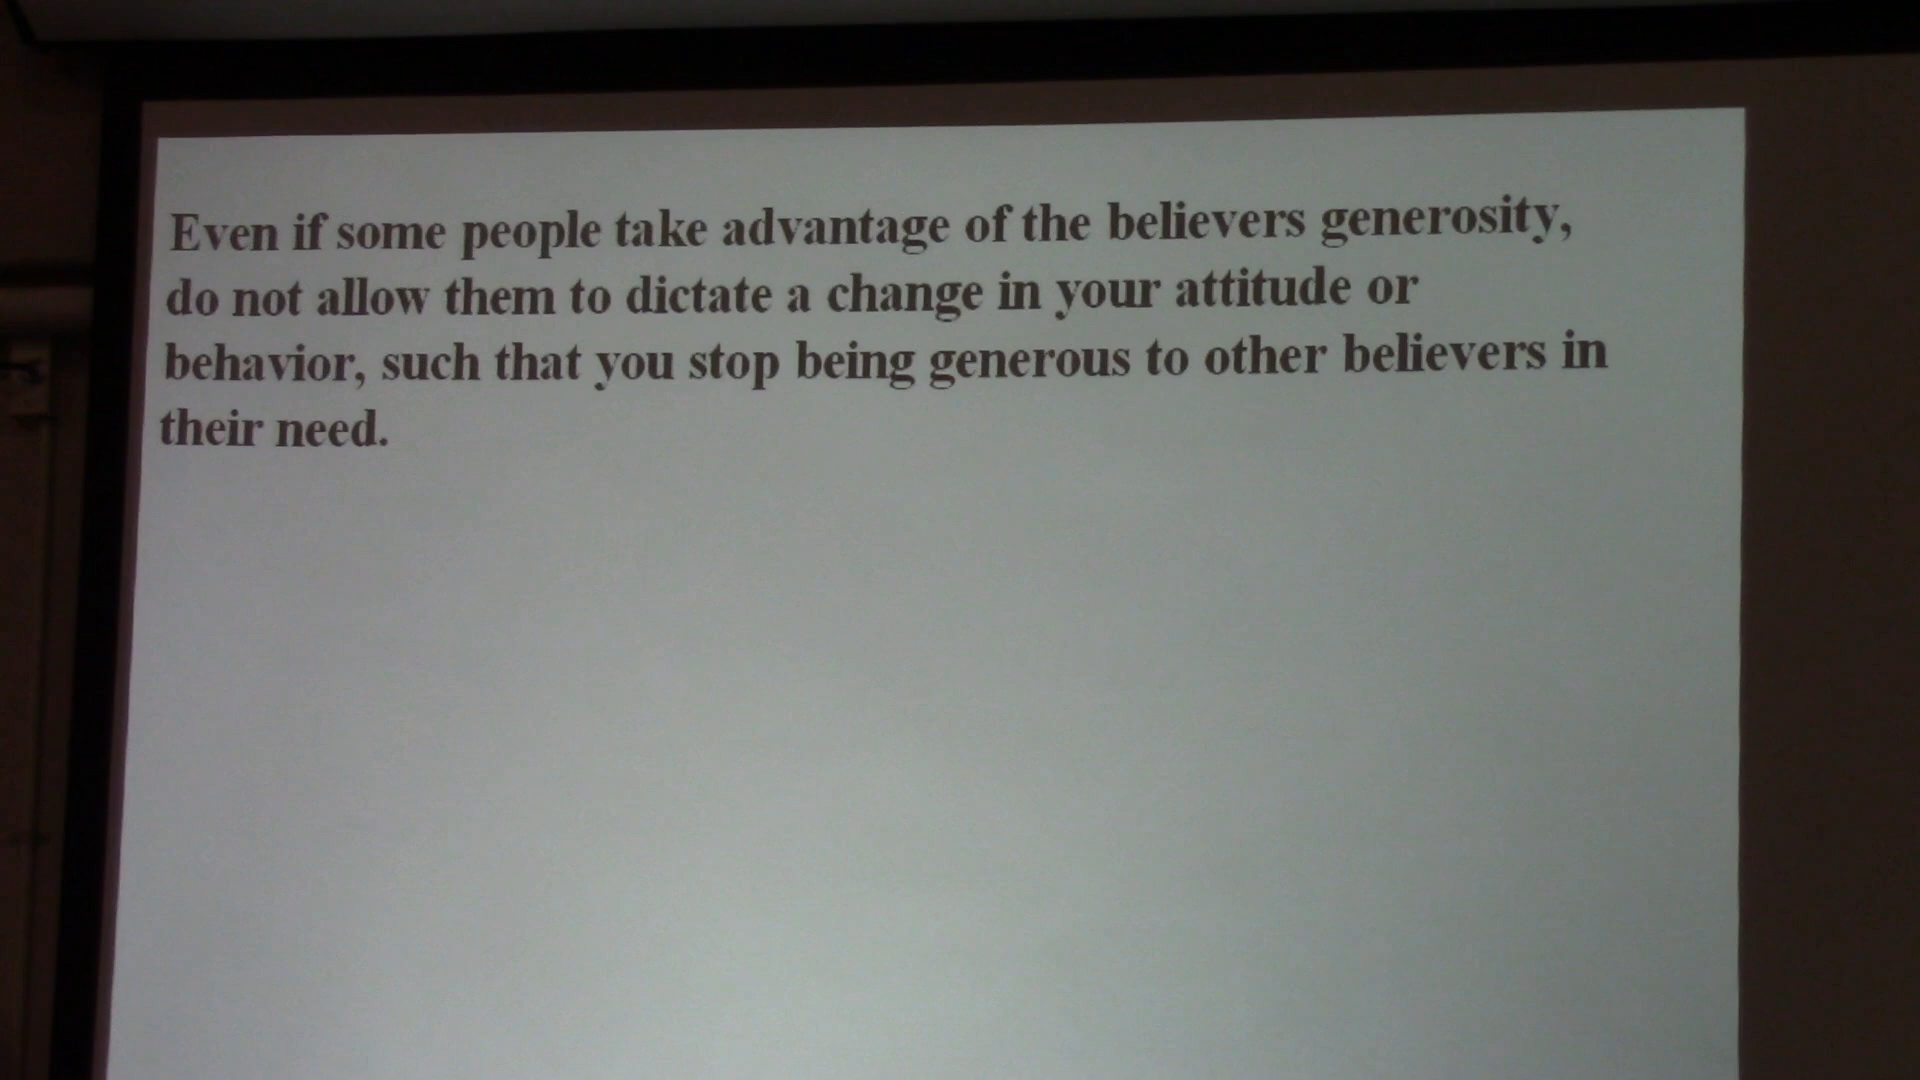 Even if some people take advantage of the believers generosity,
do not allow them to dictate a change in your attitude or
behavior, such that you stop being generous to other believers in
their need.